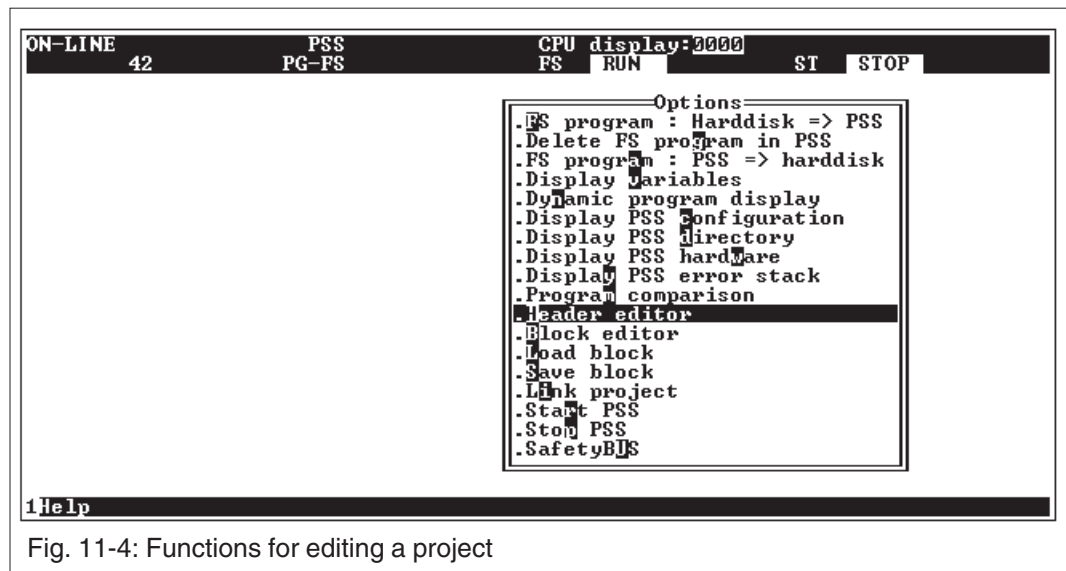 ON-LINE PSS CPU display:0000
42 PG-FS FS RUN ST STOP
Options
.FS program : Harddisk => PSS
.Delete FS program in PSS
.FS program : PSS => harddisk
.Display variables
.Dynamic program display
.Display PSS configuration
.Display PSS directory
.Display PSS hardware
.Display PSS error stack
.Program comparison
.Header editor
.Block editor
.Load block
.Save block
.Link project
.Start PSS
.Stop PSS
.SafetyBUS
1Help
Fig. 11-4: Functions for editing a project